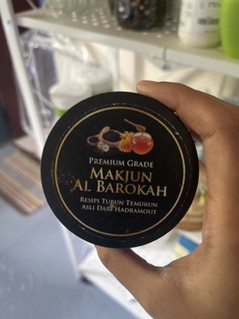 PREMIUM GRADE
MAKJUN
AL BAROKAH
RESIPI TURUN TEMURUN
ASLI DARI HADRAMOUT